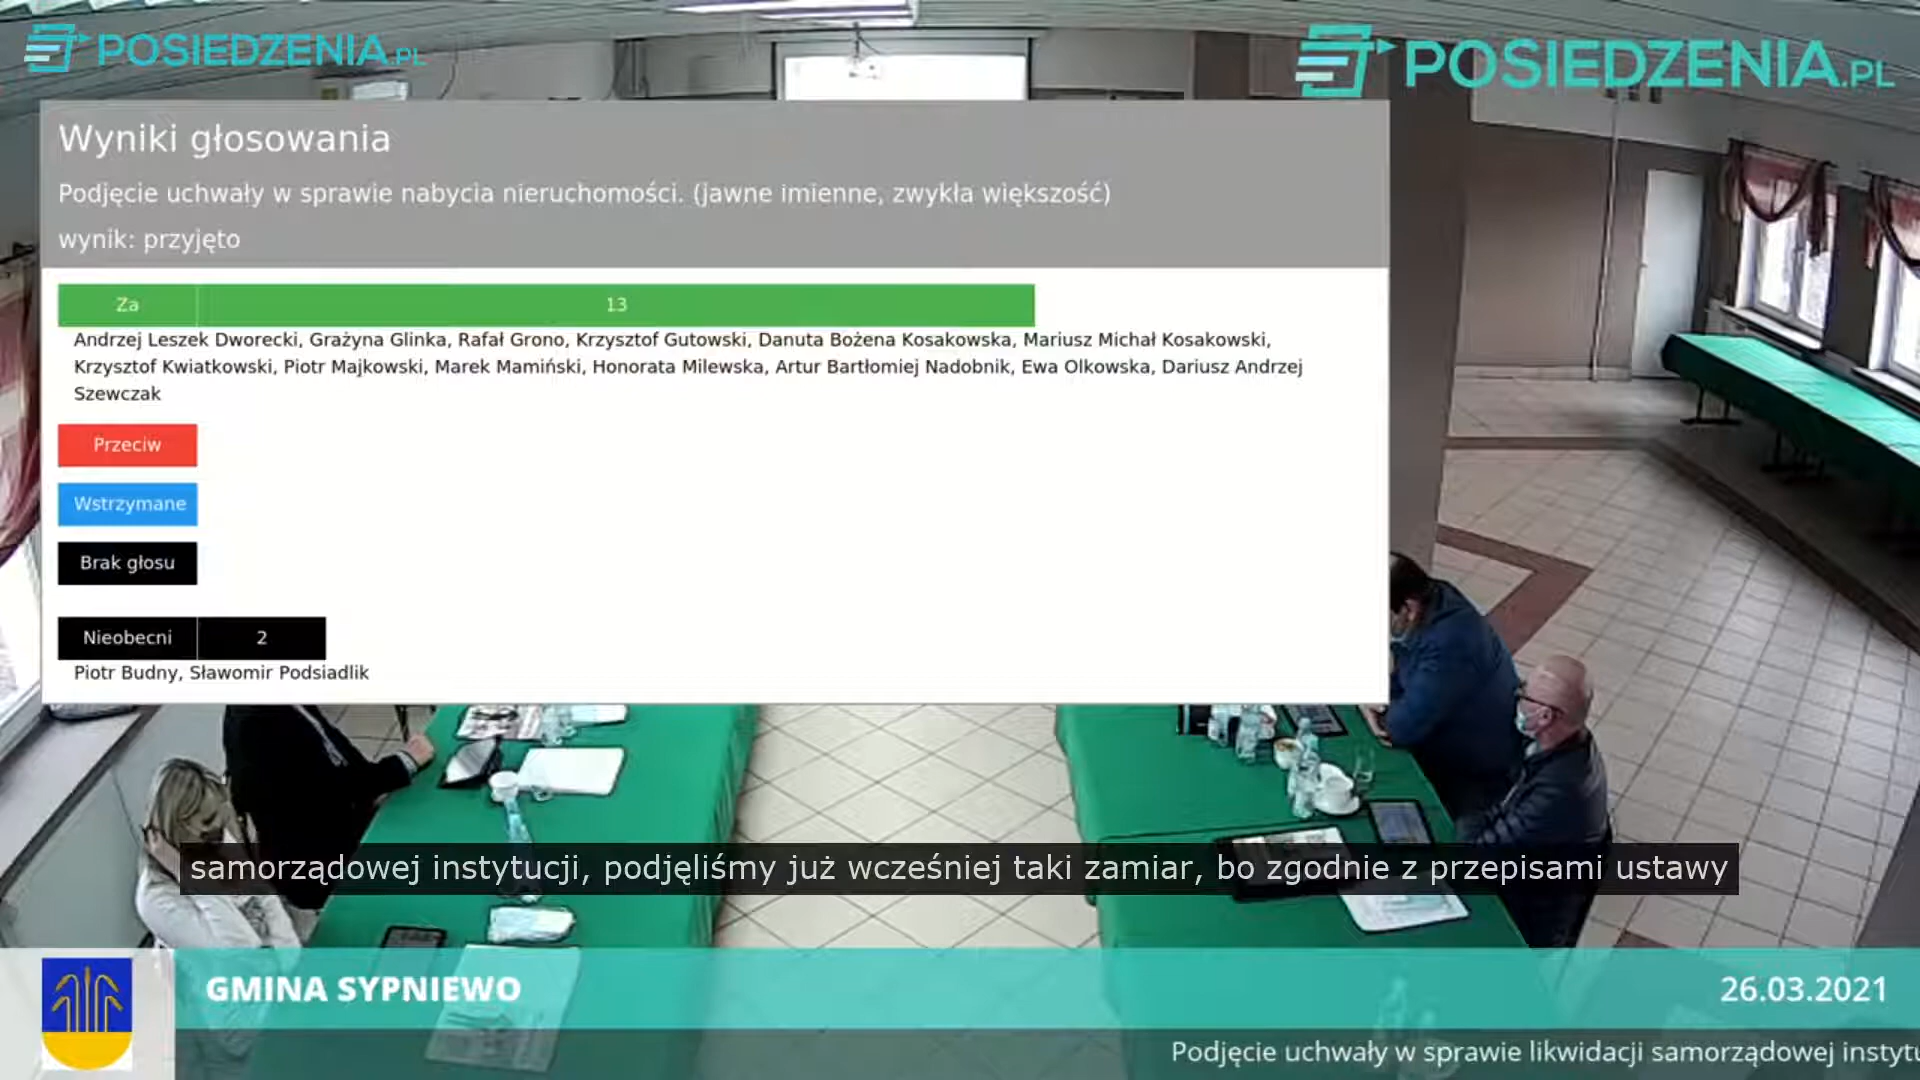 POSIEDZENIA.PL
POSIEDZENIA.PL
Wyniki głosowania
Podjęcie uchwały w sprawie nabycia nieruchomości. (jawne imienne, zwykła większość)
wynik: przyjęto
Za 13
Andrzej Leszek Dworecki, Grażyna Glinka, Rafał Grono, Krzysztof Gutowski, Danuta Bożena Kosakowska, Mariusz Michał Kosakowski,
Krzysztof Kwiatkowski, Piotr Majkowski, Marek Mamiński, Honorata Milewska, Artur Bartłomiej Nadobnik, Ewa Olkowska, Dariusz Andrzej
Szewczak
Przeciw
Wstrzymane
Brak głosu
Nieobecni 2
Piotr Budny, Sławomir Podsiadlik
samorządowej instytucji, podjęliśmy już wcześniej taki zamiar, bo zgodnie z przepisami ustawy
GMINA SYPNIEWO
26.03.2021
Podjęcie uchwały w sprawie likwidacji samorządowej instytu